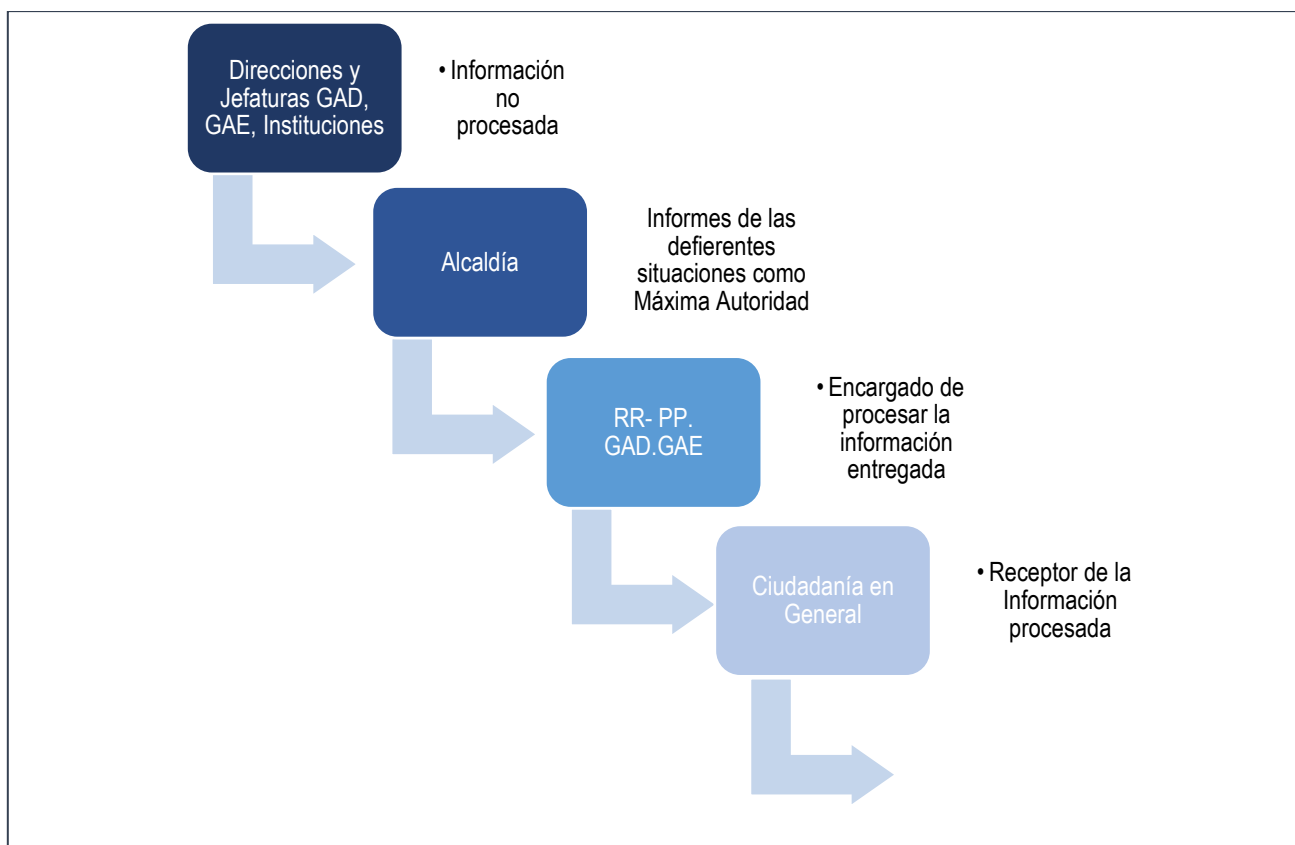 Direcciones y
Jefaturas GAD,
GAE, Instituciones
• Información
no
procesada
Alcaldía
Informes de las
defierentes
situaciones como
Máxima Autoridad
RR- PP.
GAD.GAE
• Encargado de
procesar la
información
entregada
Ciudadanía en
General
• Receptor de la
Información
procesada